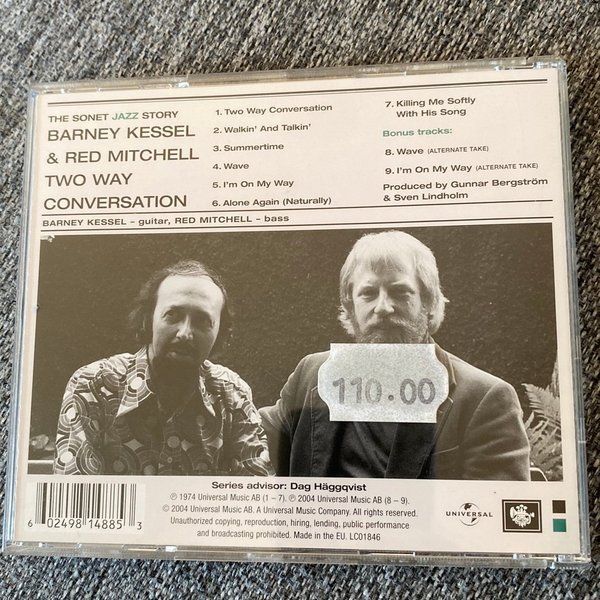 THE SONET JAZZ STORY
BARNEY KESSEL
& RED MITCHELL
TWO WAY
CONVERSATION
1. Two Way Conversation
2. Walkin' And Talkin'
3. Summertime
4. Wave
5. I'm On My Way
6. Alone Again (Naturally)
7. Killing Me Softly
With His Song
Bonus tracks:
8. Wave (ALTERNATE TAKE)
9. I'm On My Way (ALTERNATE TAKE)
Produced by Gunnar Bergström
& Sven Lindholm
BARNEY KESSEL – guitar, RED MITCHELL – bass
110.00
Series advisor: Dag Häggqvist
℗ 1974 Universal Music AB (1 – 7). ℗ 2004 Universal Music AB (8 – 9).
© 2004 Universal Music AB. A Universal Music Company. All rights reserved.
Unauthorized copying, reproduction, hiring, lending, public performance
and broadcasting prohibited. Made in the EU. LC01846
6 02498 14885 3
UNIVERSAL